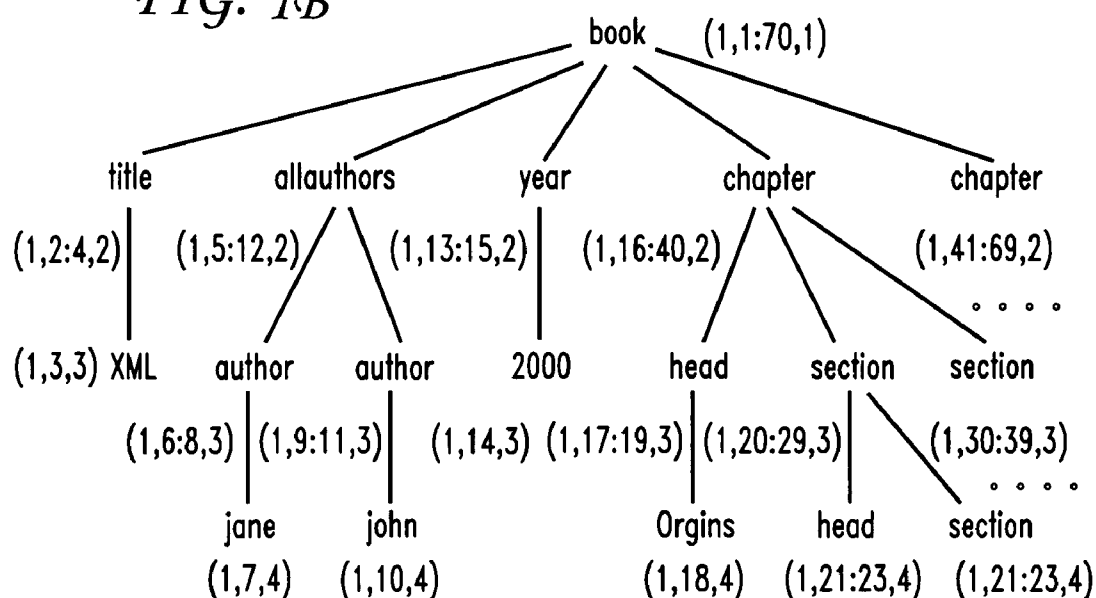 FIG. 1B
book (1,1:70,1)
title allauthors year chapter chapter
(1,2:4,2) (1,5:12,2) (1,13:15,2) (1,16:40,2) (1,41:69,2)
(1,3,3) XML author author 2000 head section section
(1,6:8,3) (1,9:11,3) (1,14,3) (1,17:19,3) (1,20:29,3) (1,30:39,3)
jane john Orgins head section
(1,7,4) (1,10,4) (1,18,4) (1,21:23,4) (1,21:23,4)